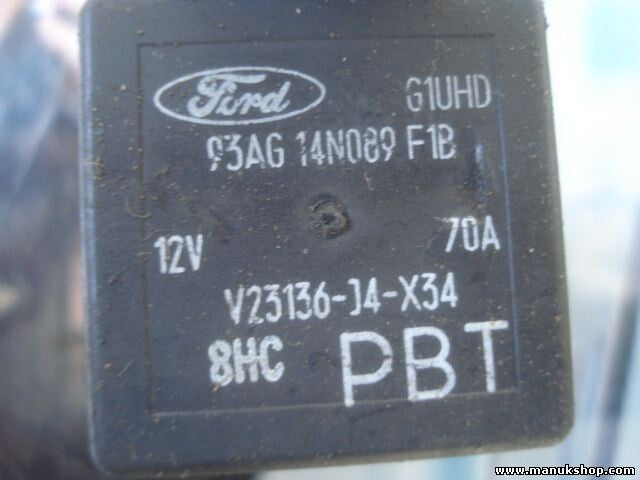 Ford G1UHD
93AG 14N089 F1B
12V 70A
V23136-J4-X34
8HC PBT
www.manukshop.com